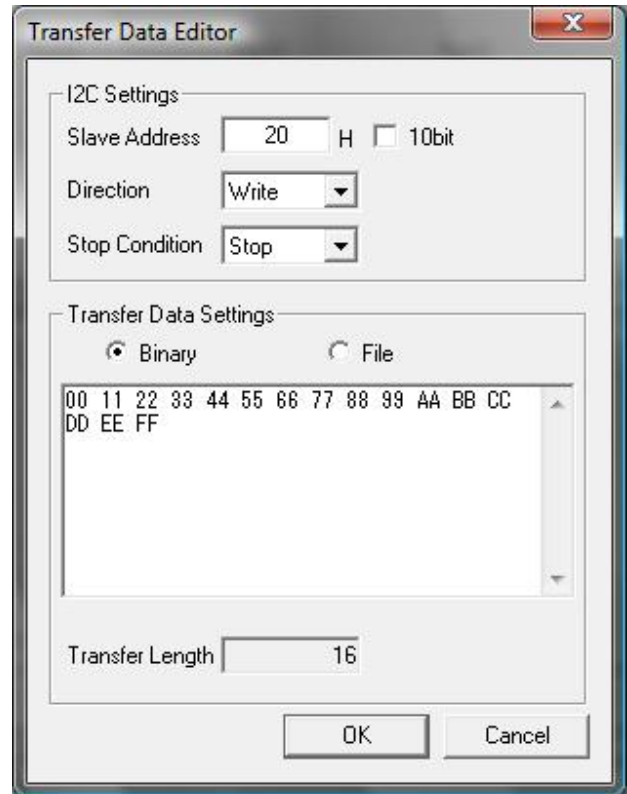 Transfer Data Editor
I2C Settings
Slave Address 20 H 10bit
Direction Write
Stop Condition Stop
Transfer Data Settings
Binary File
00 11 22 33 44 55 66 77 88 99 AA BB CC
DD EE FF
Transfer Length 16
OK Cancel